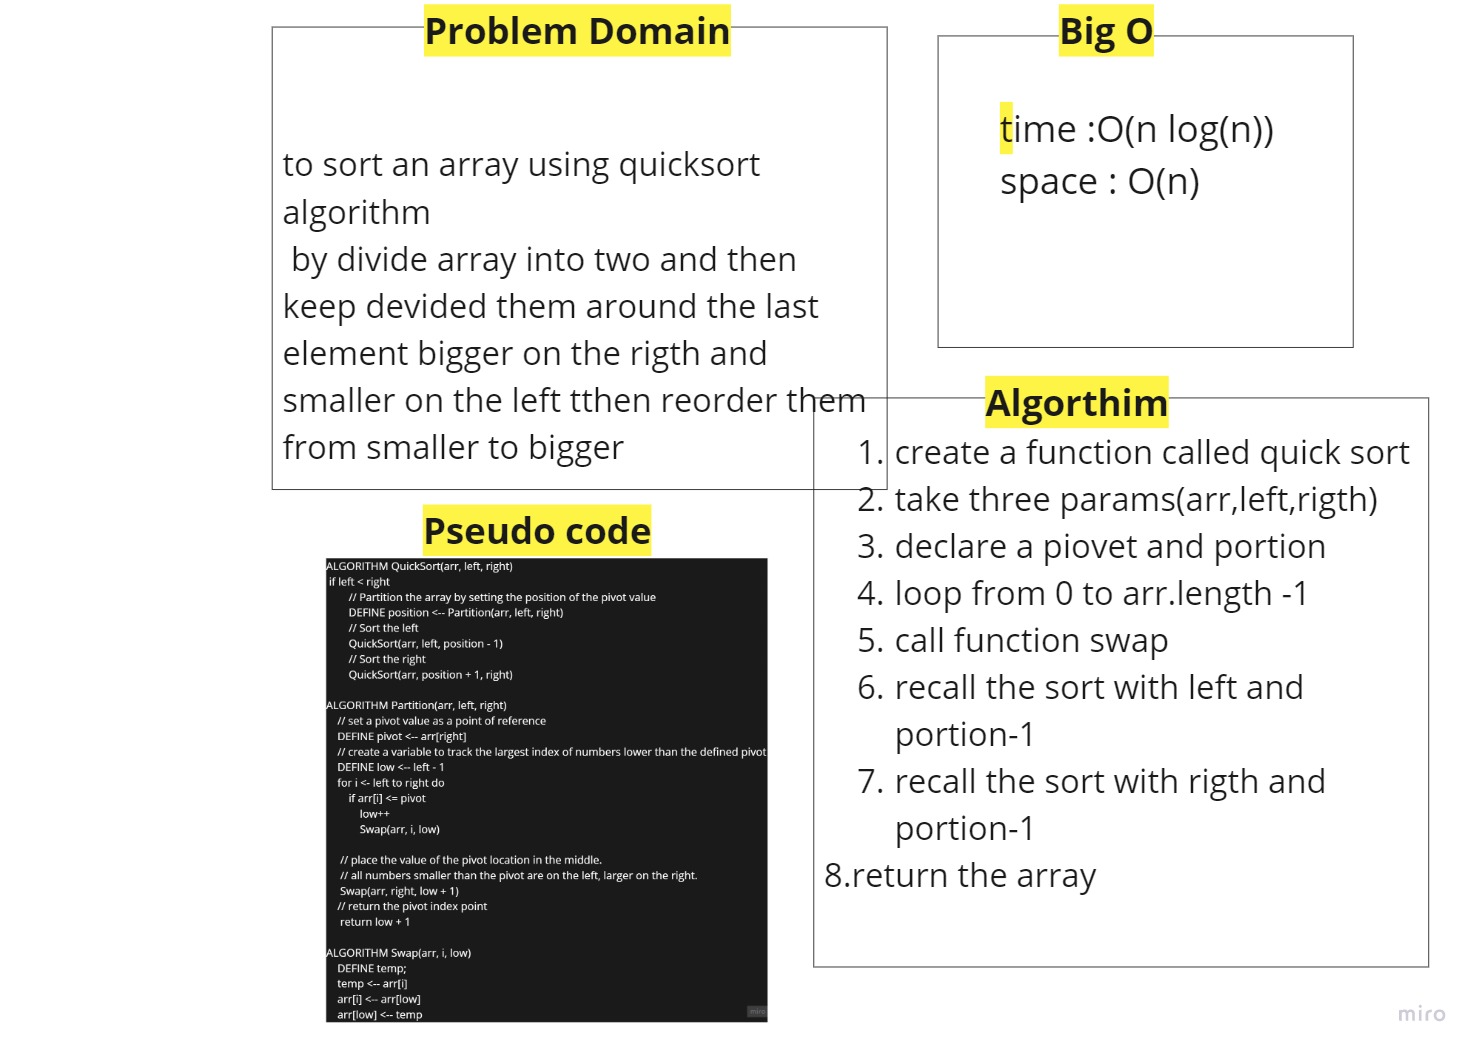 Problem Domain
to sort an array using quicksort
algorithm
by divide array into two and then
keep devided them around the last
element bigger on the rigth and
smaller on the left tthen reorder them
from smaller to bigger
Big O
time :O(n log(n))
space : O(n)
Algorthim
1. create a function called quick sort
2. take three params(arr,left,rigth)
3. declare a piovet and portion
4. loop from 0 to arr.length -1
5. call function swap
6. recall the sort with left and
portion-1
7. recall the sort with rigth and
portion-1
8.return the array
Pseudo code
ALGORITHM QuickSort(arr, left, right)
if left < right
// Partition the array by setting the position of the pivot value
DEFINE position <-- Partition(arr, left, right)
// Sort the left
QuickSort(arr, left, position - 1)
// Sort the right
QuickSort(arr, position + 1, right)
ALGORITHM Partition(arr, left, right)
// set a pivot value as a point of reference
DEFINE pivot <-- arr[right]
// create a variable to track the largest index of numbers lower than the defined pivot
DEFINE low <-- left - 1
for i <- left to right do
if arr[i] <= pivot
low++
Swap(arr, i, low)
// place the value of the pivot location in the middle.
// all numbers smaller than the pivot are on the left, larger on the right.
Swap(arr, right, low + 1)
// return the pivot index point
return low + 1
ALGORITHM Swap(arr, i, low)
DEFINE temp;
temp <-- arr[i]
arr[i] <-- arr[low]
arr[low] <-- temp
miro
miro